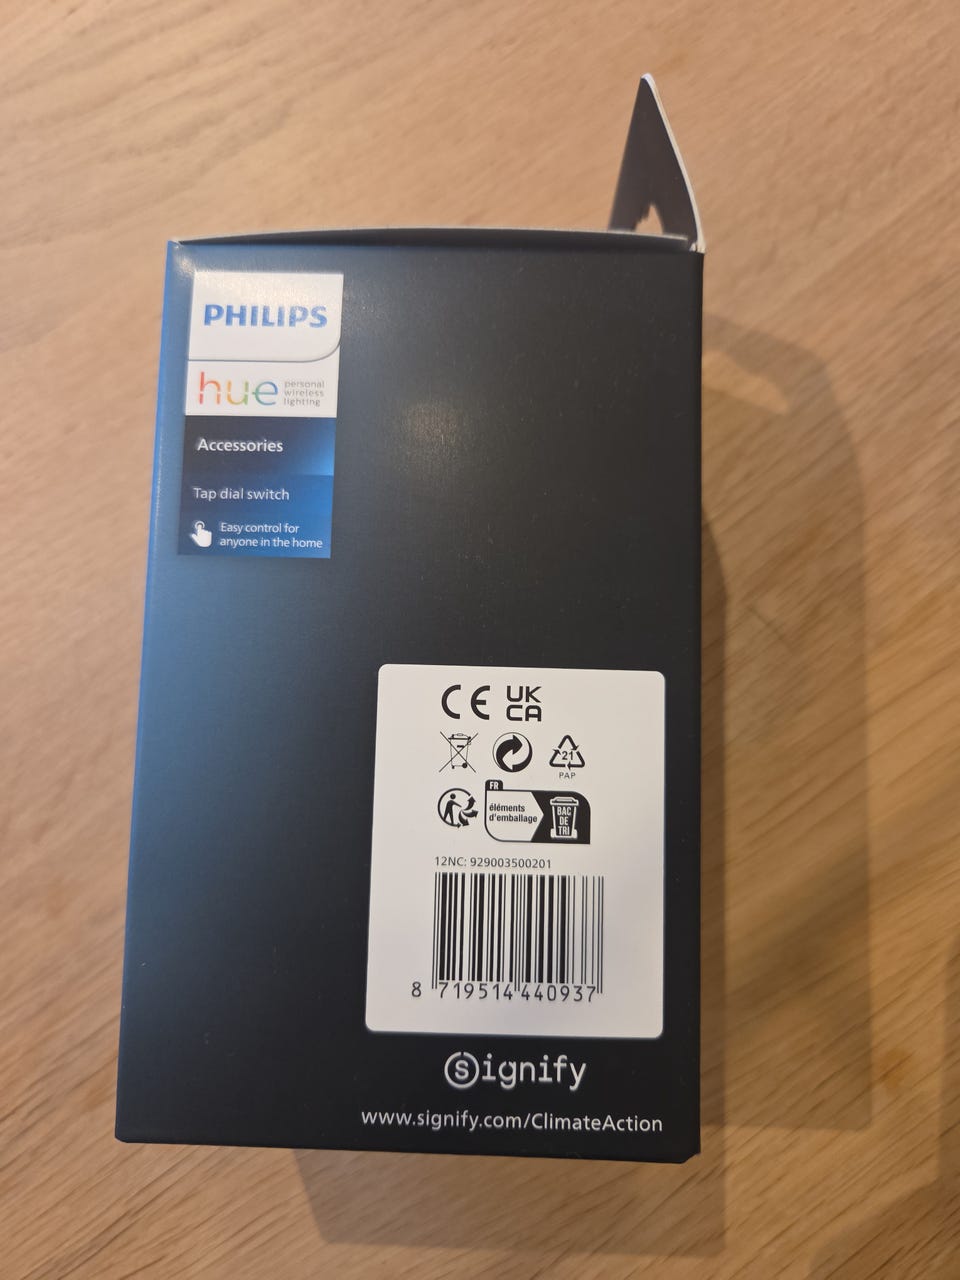 PHILIPS
hue personal
wireless
lighting
Accessories
Tap dial switch
Easy control for
anyone in the home
CE UK
CA
21
PAP
FR
éléments
d'emballage
BAC
DE
TRI
12NC: 929003500201
8 719514 440937
signify
www.signify.com/ClimateAction